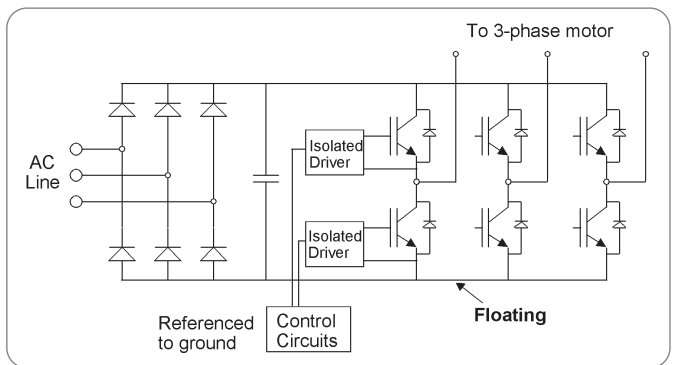 To 3-phase motor
AC
Line
Isolated
Driver
Isolated
Driver
Floating
Referenced
to ground
Control
Circuits